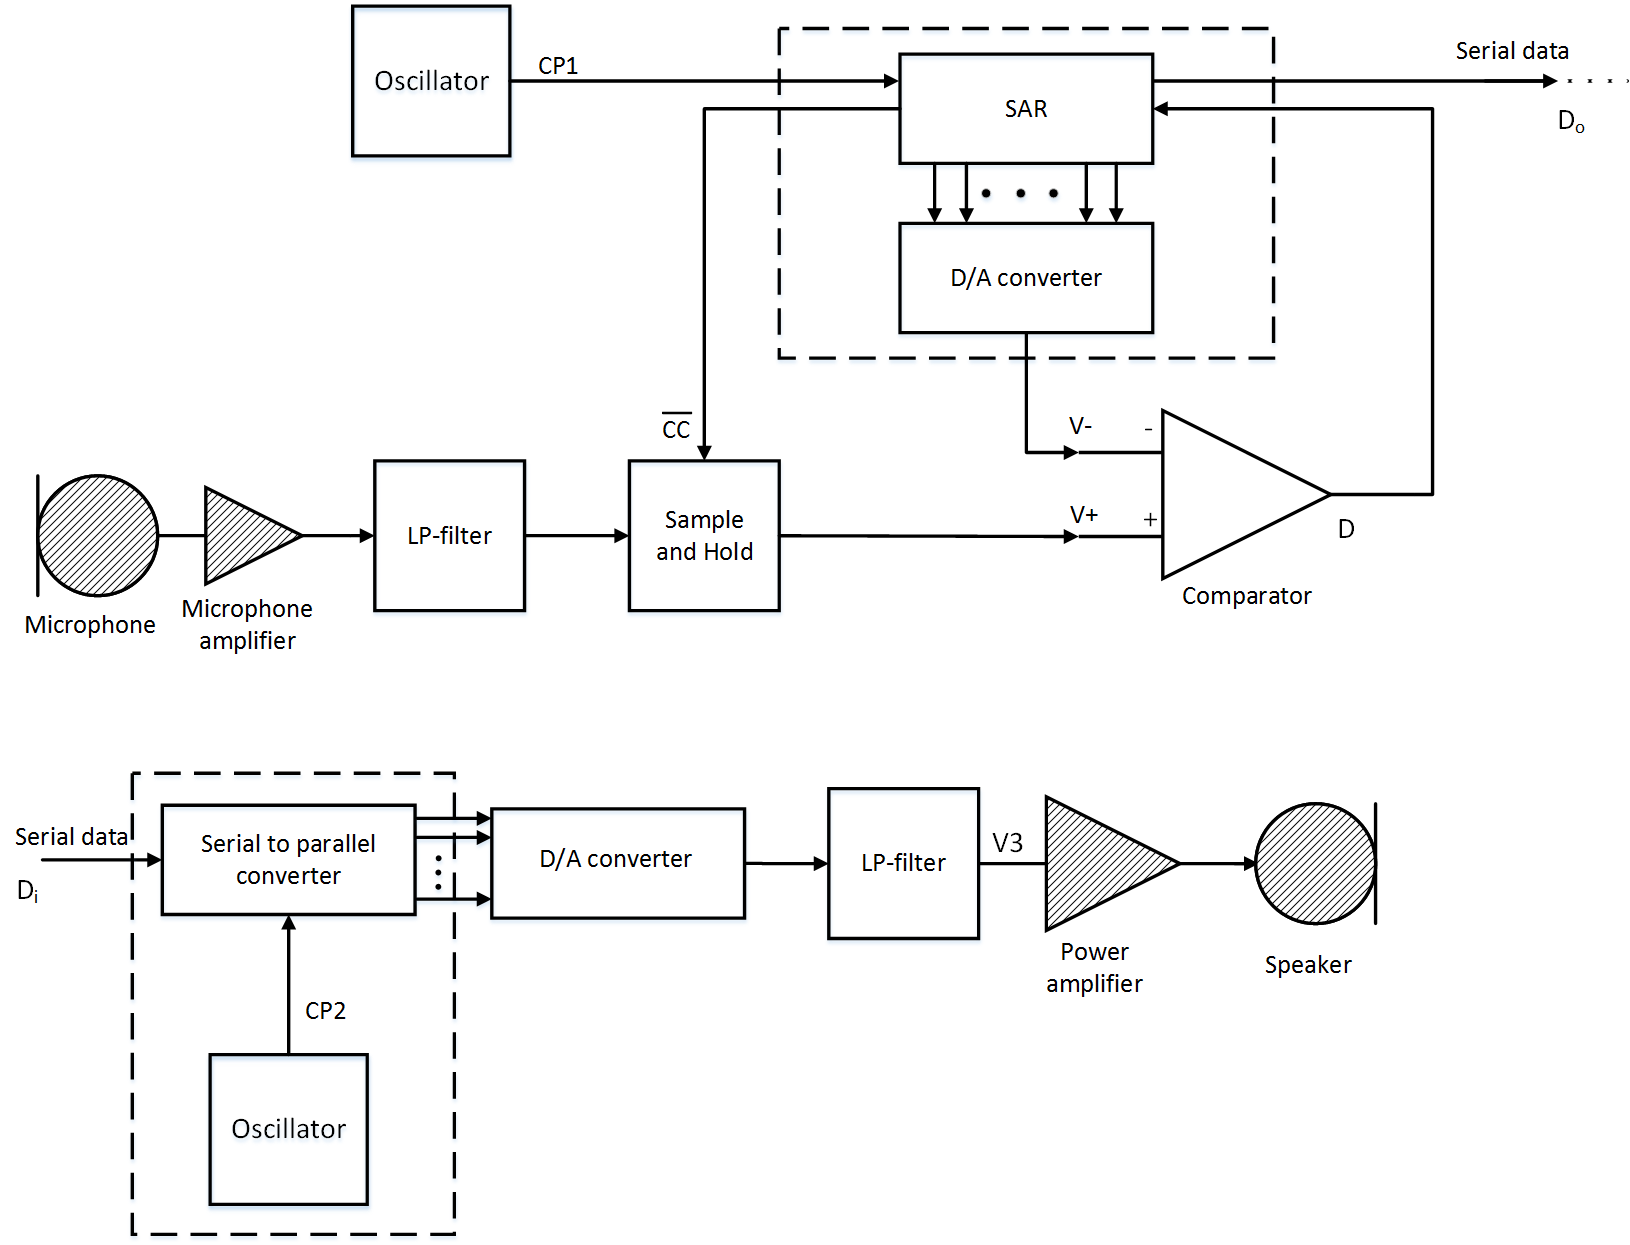 Oscillator
CP1
SAR
Serial data
Do
D/A converter
CC
V-
-
V+
+
D
Comparator
Microphone
Microphone
amplifier
LP-filter
Sample
and Hold
Serial data
Di
Serial to parallel
converter
D/A converter
LP-filter
V3
Power
amplifier
Speaker
CP2
Oscillator